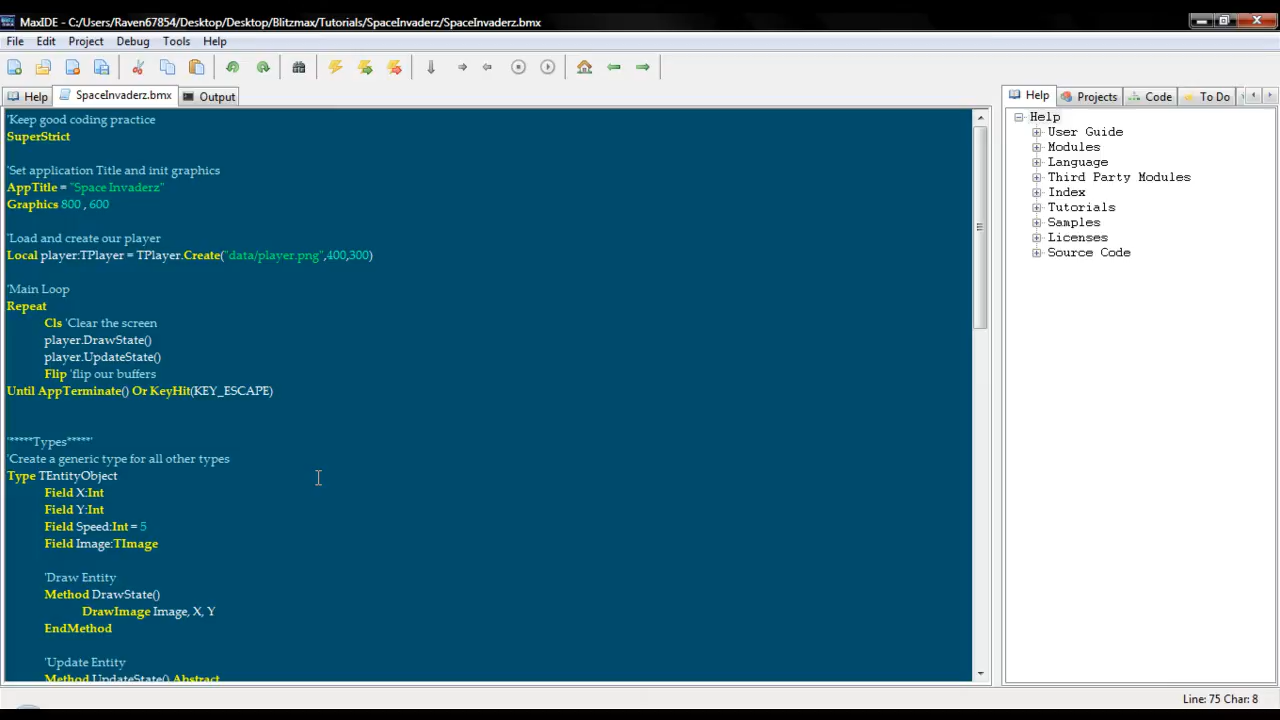 MaxIDE - C:/Users/Raven67854/Desktop/Desktop/Blitzmax/Tutorials/SpaceInvaderz/SpaceInvaderz.bmx
File Edit Project Debug Tools Help
Help SpaceInvaderz.bmx Output
'Keep good coding practice
SuperStrict
'Set application Title and init graphics
AppTitle = "Space Invaderz"
Graphics 800 , 600
'Load and create our player
Local player:TPlayer = TPlayer.Create("data/player.png",400,300)
'Main Loop
Repeat
Cls 'Clear the screen
player.DrawState()
player.UpdateState()
Flip 'flip our buffers
Until AppTerminate() Or KeyHit(KEY_ESCAPE)
'*****Types*****'
'Create a generic type for all other types
Type TEntityObject
Field X:Int
Field Y:Int
Field Speed:Int = 5
Field Image:TImage
'Draw Entity
Method DrawState()
DrawImage Image, X, Y
EndMethod
'Update Entity
Method UpdateState() Abstract
Help Projects Code To Do
Help
User Guide
Modules
Language
Third Party Modules
Index
Tutorials
Samples
Licenses
Source Code
Line: 75 Char: 8